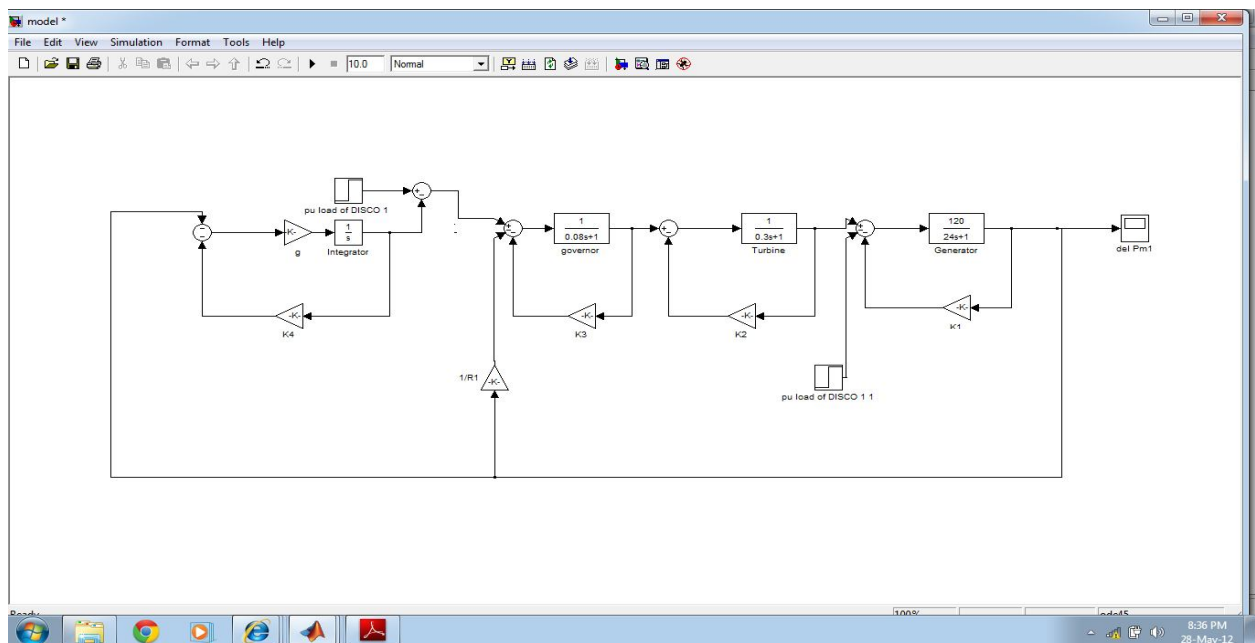 model *
File Edit View Simulation Format Tools Help
10.0 Normal
pu load of DISCO 1
-K-
g
1
s
Integrator
1
0.08s+1
governor
1
0.3s+1
Turbine
120
24s+1
Generator
del Pm1
-K-
K4
-K-
K3
-K-
K2
-K-
K1
1/R1
-K-
pu load of DISCO 1 1
Ready
100%
ode45
8:36 PM
28-May-12